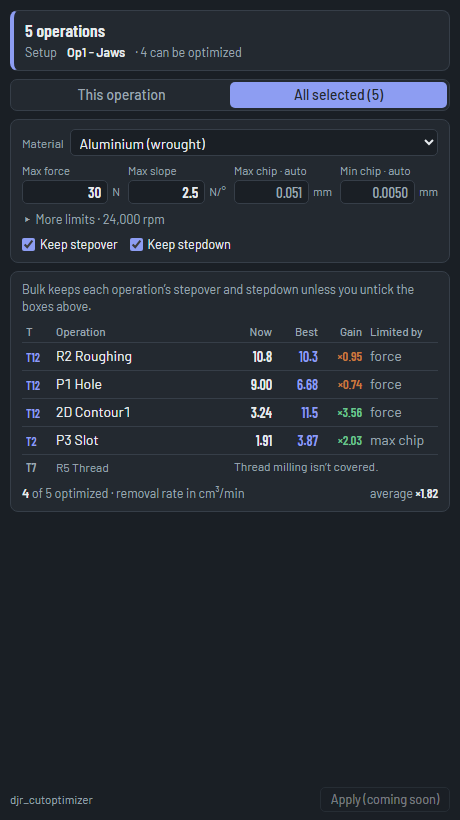 5 operations
Setup Op1 - Jaws · 4 can be optimized
This operation All selected (5)
Material Aluminium (wrought)
Max force Max slope Max chip · auto Min chip · auto
30 N 2.5 N/° 0.051 mm 0.0050 mm
▸ More limits · 24,000 rpm
Keep stepover Keep stepdown
Bulk keeps each operation's stepover and stepdown unless you untick the
boxes above.
T Operation Now Best Gain Limited by
T12 R2 Roughing 10.8 10.3 ×0.95 force
T12 P1 Hole 9.00 6.68 ×0.74 force
T12 2D Contour1 3.24 11.5 ×3.56 force
T2 P3 Slot 1.91 3.87 ×2.03 max chip
T7 R5 Thread Thread milling isn't covered.
4 of 5 optimized · removal rate in cm³/min average ×1.82
djr_cutoptimizer Apply (coming soon)